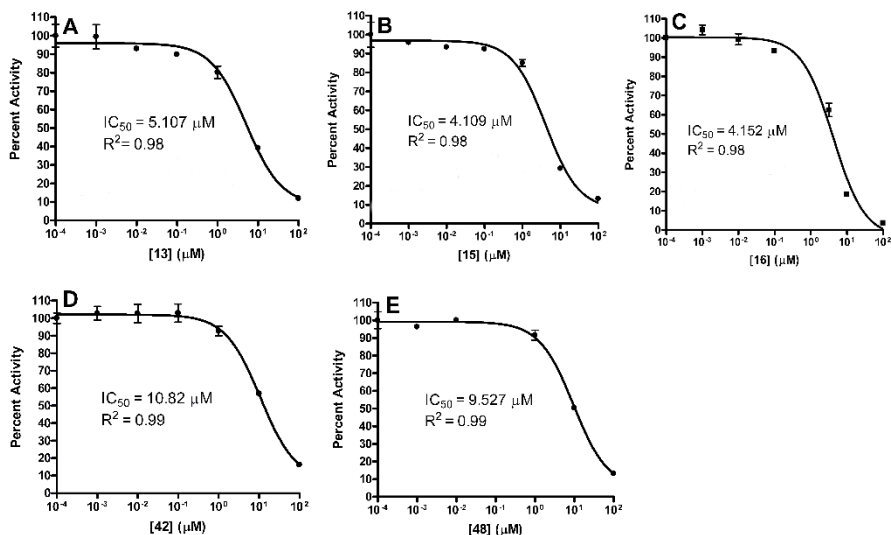 A
Percent Activity
110
100
90
80
70
60
50
40
30
20
10
0
IC50 = 5.107 μM
R² = 0.98
10⁻⁴ 10⁻³ 10⁻² 10⁻¹ 10⁰ 10¹ 10²
[13] (μM)
B
Percent Activity
110
100
90
80
70
60
50
40
30
20
10
0
IC50 = 4.109 μM
R² = 0.98
10⁻⁴ 10⁻³ 10⁻² 10⁻¹ 10⁰ 10¹ 10²
[15] (μM)
C
Percent Activity
110
100
90
80
70
60
50
40
30
20
10
0
IC50 = 4.152 μM
R² = 0.98
10⁻⁴ 10⁻³ 10⁻² 10⁻¹ 10⁰ 10¹ 10²
[16] (μM)
D
Percent Activity
110
100
90
80
70
60
50
40
30
20
10
0
IC50 = 10.82 μM
R² = 0.99
10⁻⁴ 10⁻³ 10⁻² 10⁻¹ 10⁰ 10¹ 10²
[42] (μM)
E
Percent Activity
110
100
90
80
70
60
50
40
30
20
10
0
IC50 = 9.527 μM
R² = 0.99
10⁻⁴ 10⁻³ 10⁻² 10⁻¹ 10⁰ 10¹ 10²
[48] (μM)